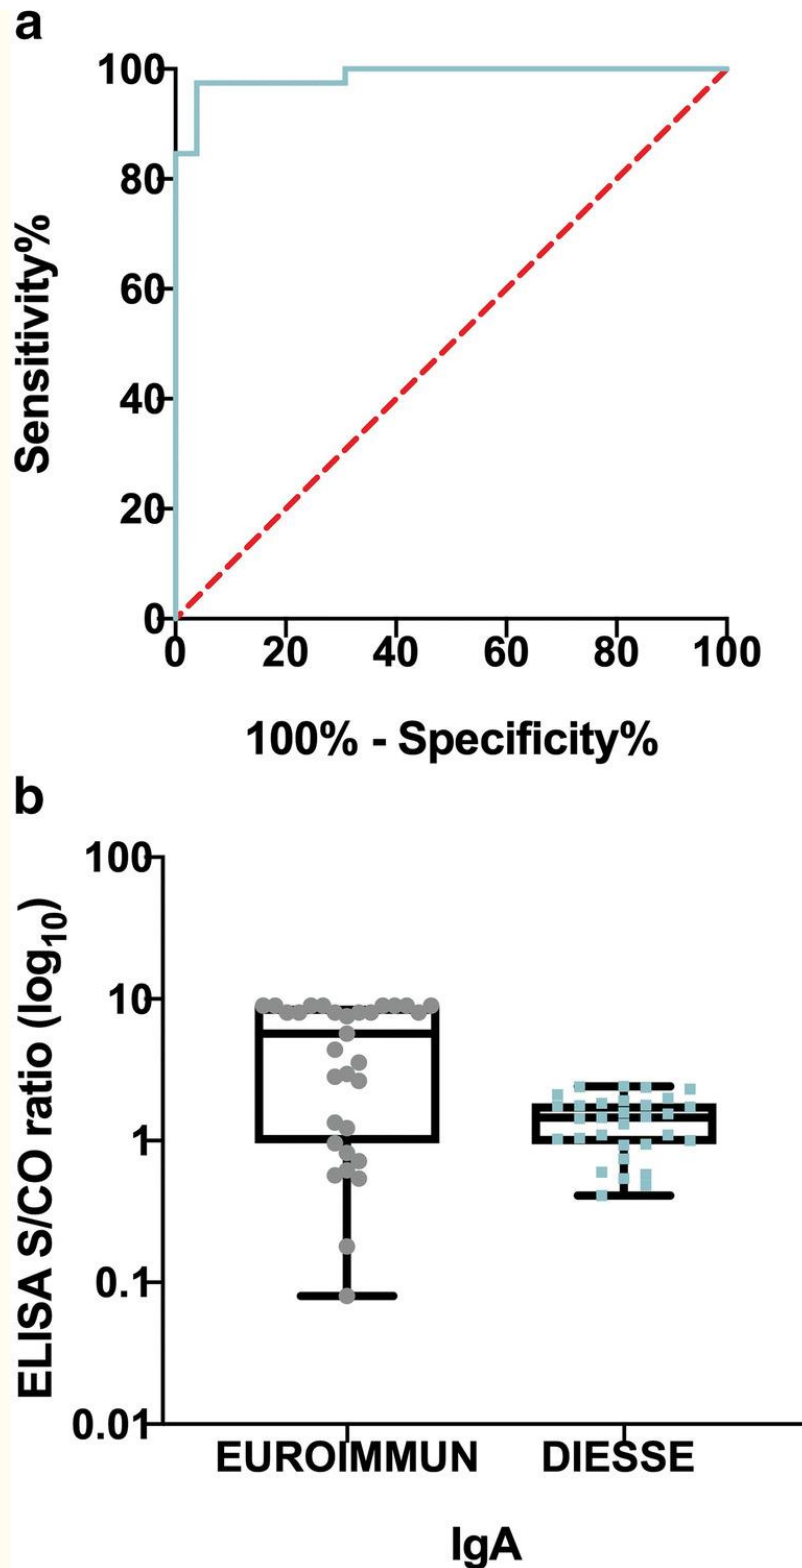 a
100
80
60
40
20
0
0 20 40 60 80 100
Sensitivity%
100% - Specificity%
b
100
10
1
0.1
0.01
ELISA S/CO ratio (log10)
EUROIMMUN DIESSE
IgA